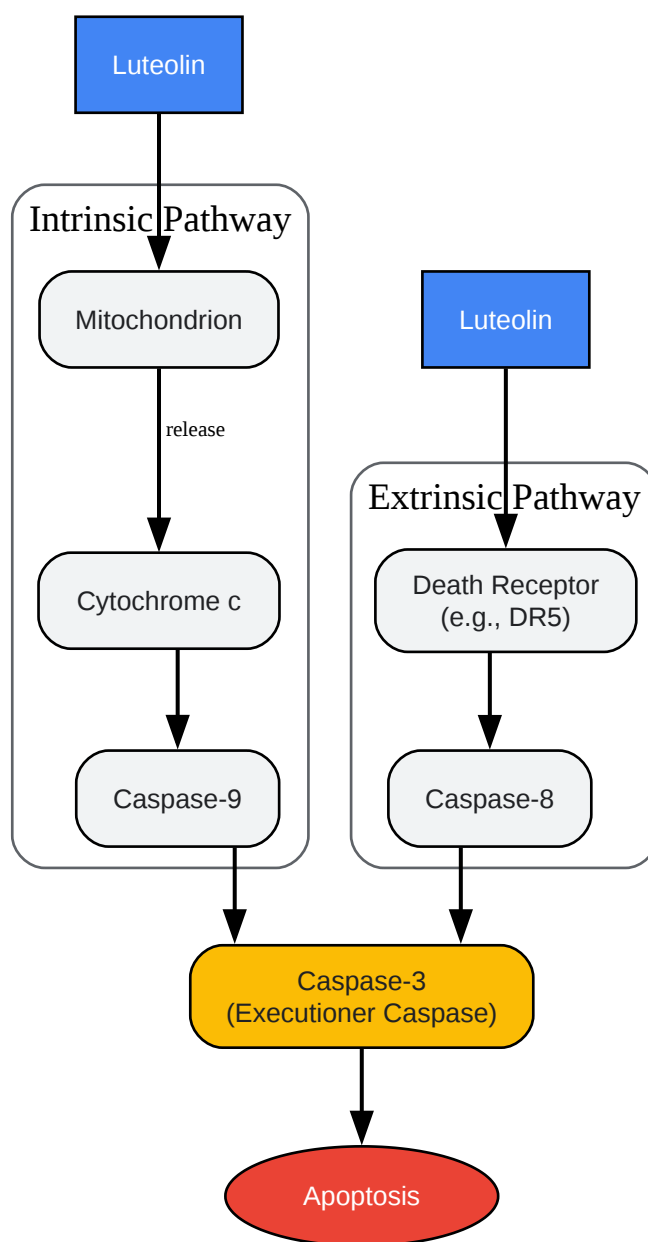 Luteolin
Intrinsic Pathway
Mitochondrion
release
Cytochrome c
Caspase-9
Luteolin
Extrinsic Pathway
Death Receptor
(e.g., DR5)
Caspase-8
Caspase-3
(Executioner Caspase)
Apoptosis